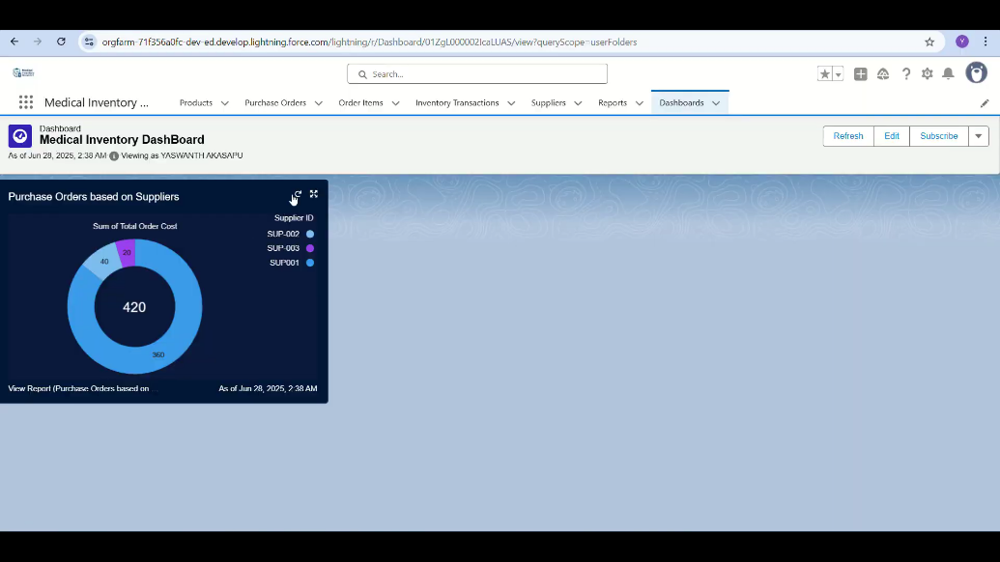 orgfarm-71f356a0fc-dev-ed.develop.lightning.force.com/lightning/r/Dashboard/01ZgL000002IcaLUAS/view?queryScope=userFolders
Y
Search...
Medical Inventory ...
Products
Purchase Orders
Order Items
Inventory Transactions
Suppliers
Reports
Dashboards
Dashboard
Medical Inventory DashBoard
As of Jun 28, 2025, 2:38 AM Viewing as YASWANTH AKASAPU
Refresh
Edit
Subscribe
Purchase Orders based on Suppliers
Sum of Total Order Cost
Supplier ID
SUP-002
SUP-003
SUP001
20
40
420
360
View Report (Purchase Orders based on ...
As of Jun 28, 2025, 2:38 AM